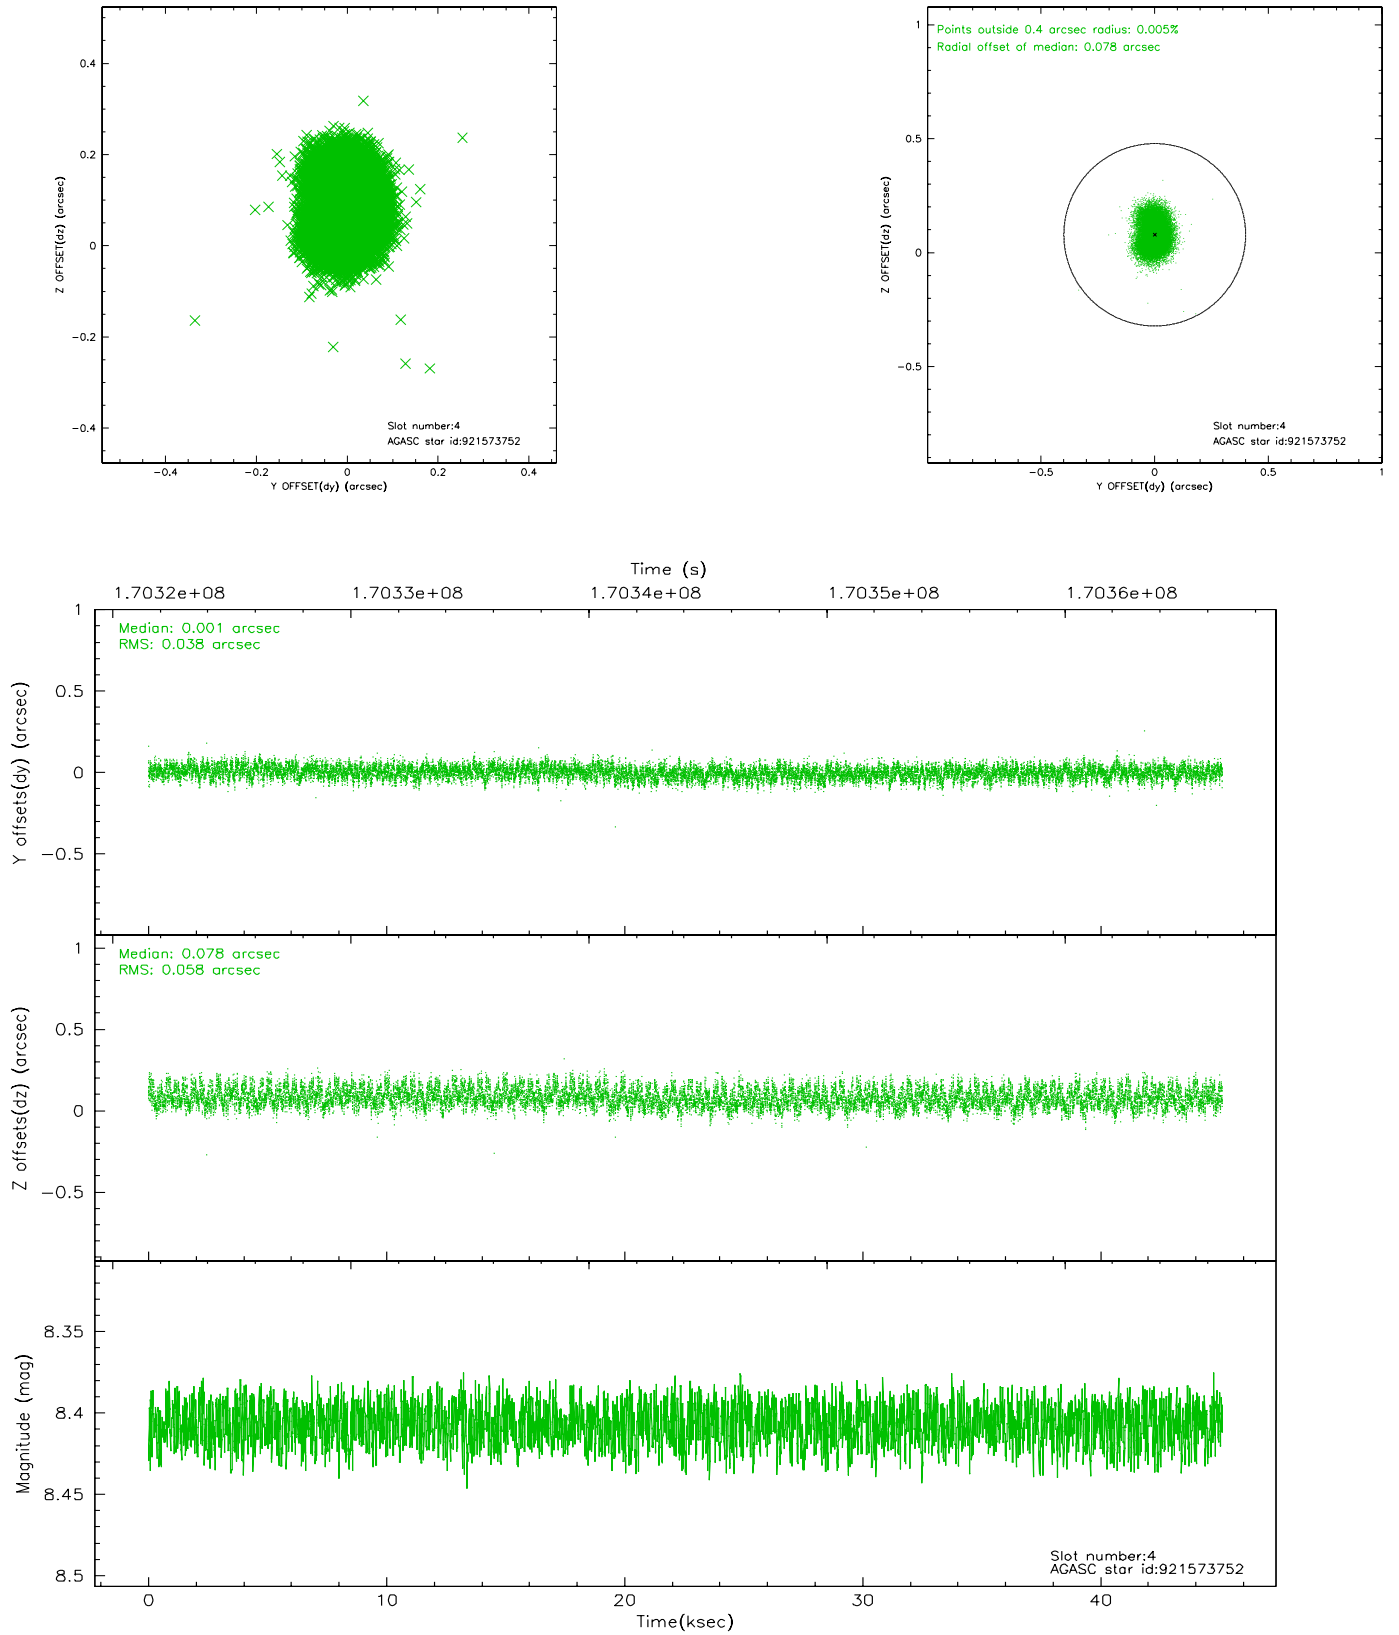 0.4
0.2
0
−0.2
−0.4
Z OFFSET(dz) (arcsec)
Slot number:4
AGASC star id:921573752
−0.4 −0.2 0 0.2 0.4
Y OFFSET(dy) (arcsec)
Points outside 0.4 arcsec radius: 0.005%
Radial offset of median: 0.078 arcsec
1
0.5
0
−0.5
Z OFFSET(dz) (arcsec)
Slot number:4
AGASC star id:921573752
−0.5 0 0.5 1
Y OFFSET(dy) (arcsec)
Time (s)
1.7032e+08 1.7033e+08 1.7034e+08 1.7035e+08 1.7036e+08
Median: 0.001 arcsec
RMS: 0.038 arcsec
1
0.5
0
−0.5
Y offsets(dy) (arcsec)
Median: 0.078 arcsec
RMS: 0.058 arcsec
1
0.5
0
−0.5
Z offsets(dz) (arcsec)
8.35
8.4
8.45
8.5
Magnitude (mag)
Slot number:4
AGASC star id:921573752
0 10 20 30 40
Time(ksec)